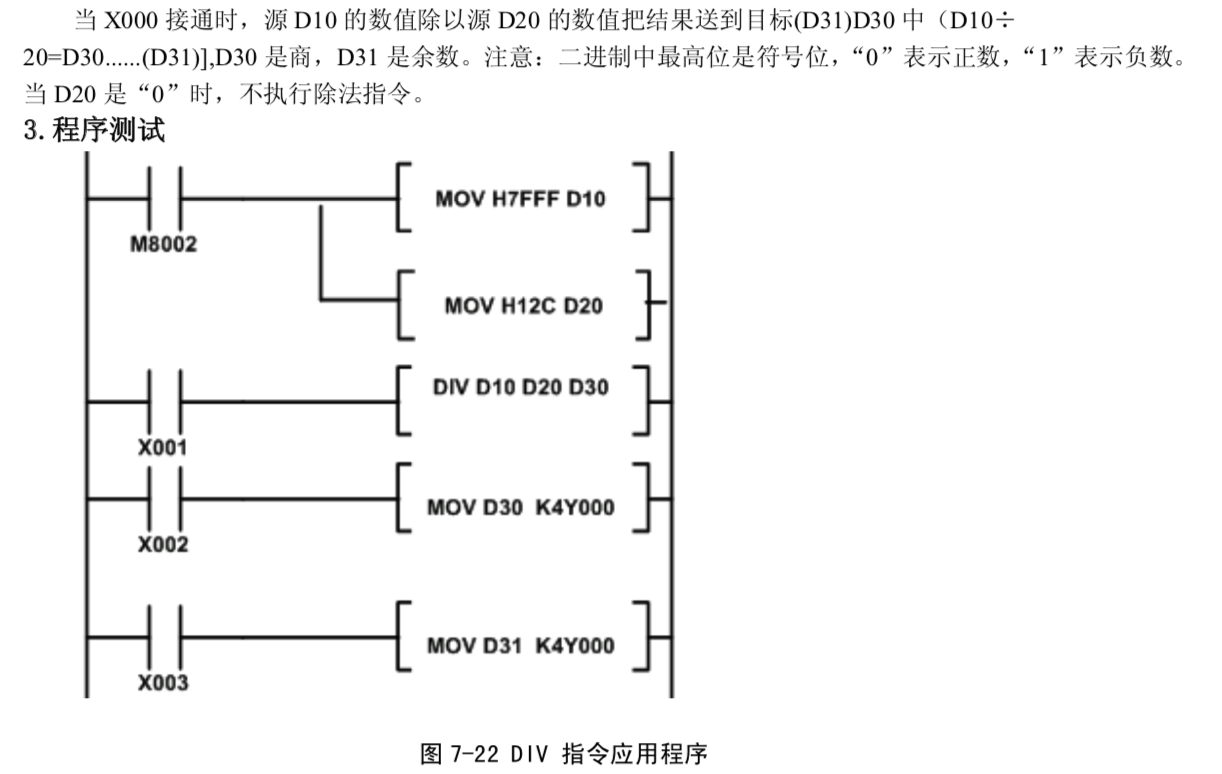 当 X000 接通时，源 D10 的数值除以源 D20 的数值把结果送到目标(D31)D30 中（D10÷
20=D30......(D31)],D30 是商，D31 是余数。注意：二进制中最高位是符号位，“0”表示正数，“1”表示负数。
当 D20 是“0”时，不执行除法指令。
3.程序测试
MOV H7FFF D10
M8002
MOV H12C D20
DIV D10 D20 D30
X001
MOV D30 K4Y000
X002
MOV D31 K4Y000
X003
图 7-22 DIV 指令应用程序